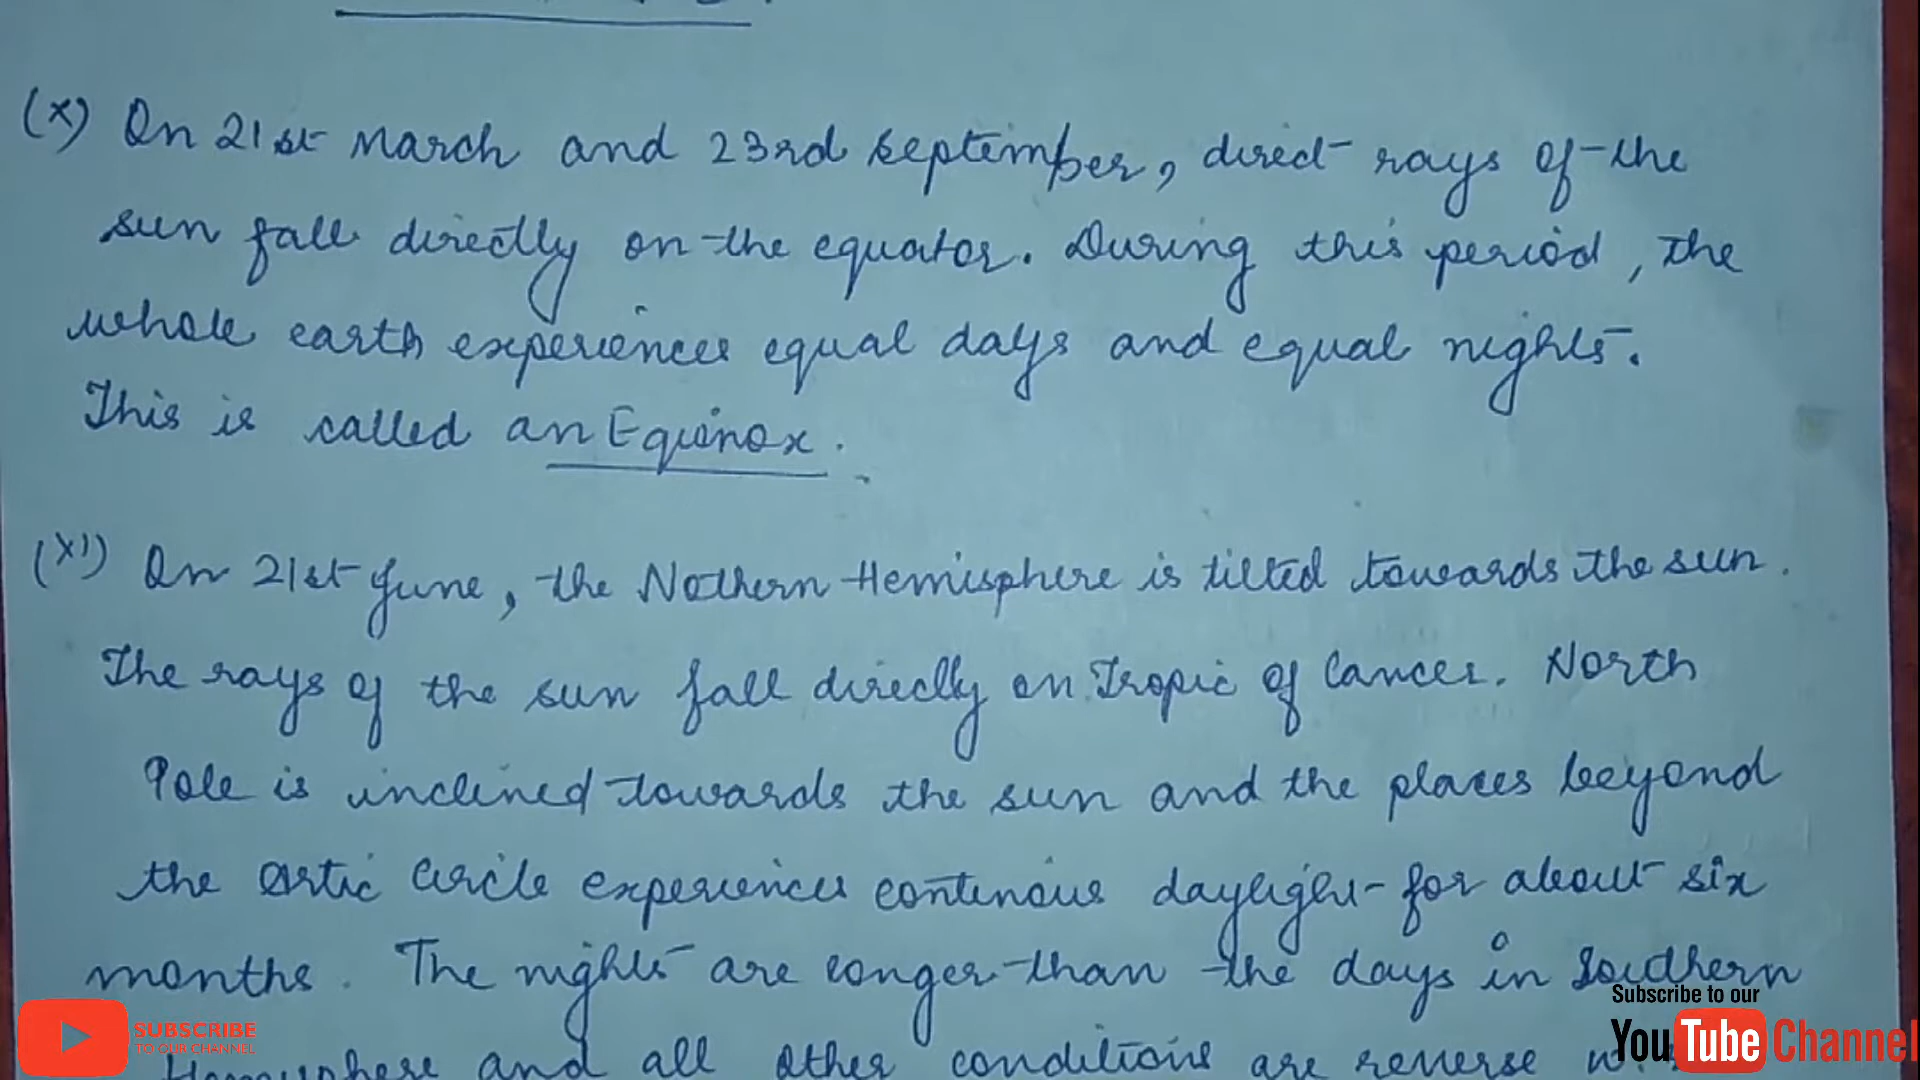 (x) On 21st March and 23rd September, direct rays of the
sun fall directly on the equator. During this period, the
whole earth experiences equal days and equal nights.
This is called an Equinox.
(xi) On 21st June, the Nothern Hemisphere is tilted towards the sun.
The rays of the sun fall directly on Tropic of Cancer. North
Pole is inclined towards the sun and the places beyond
the Artic Circle experiences continous daylight for about six
months. The nights are longer than the days in Southern
Hemisphere and all other conditions are reverse
SUBSCRIBE
TO OUR CHANNEL
Subscribe to our
YouTube Channel